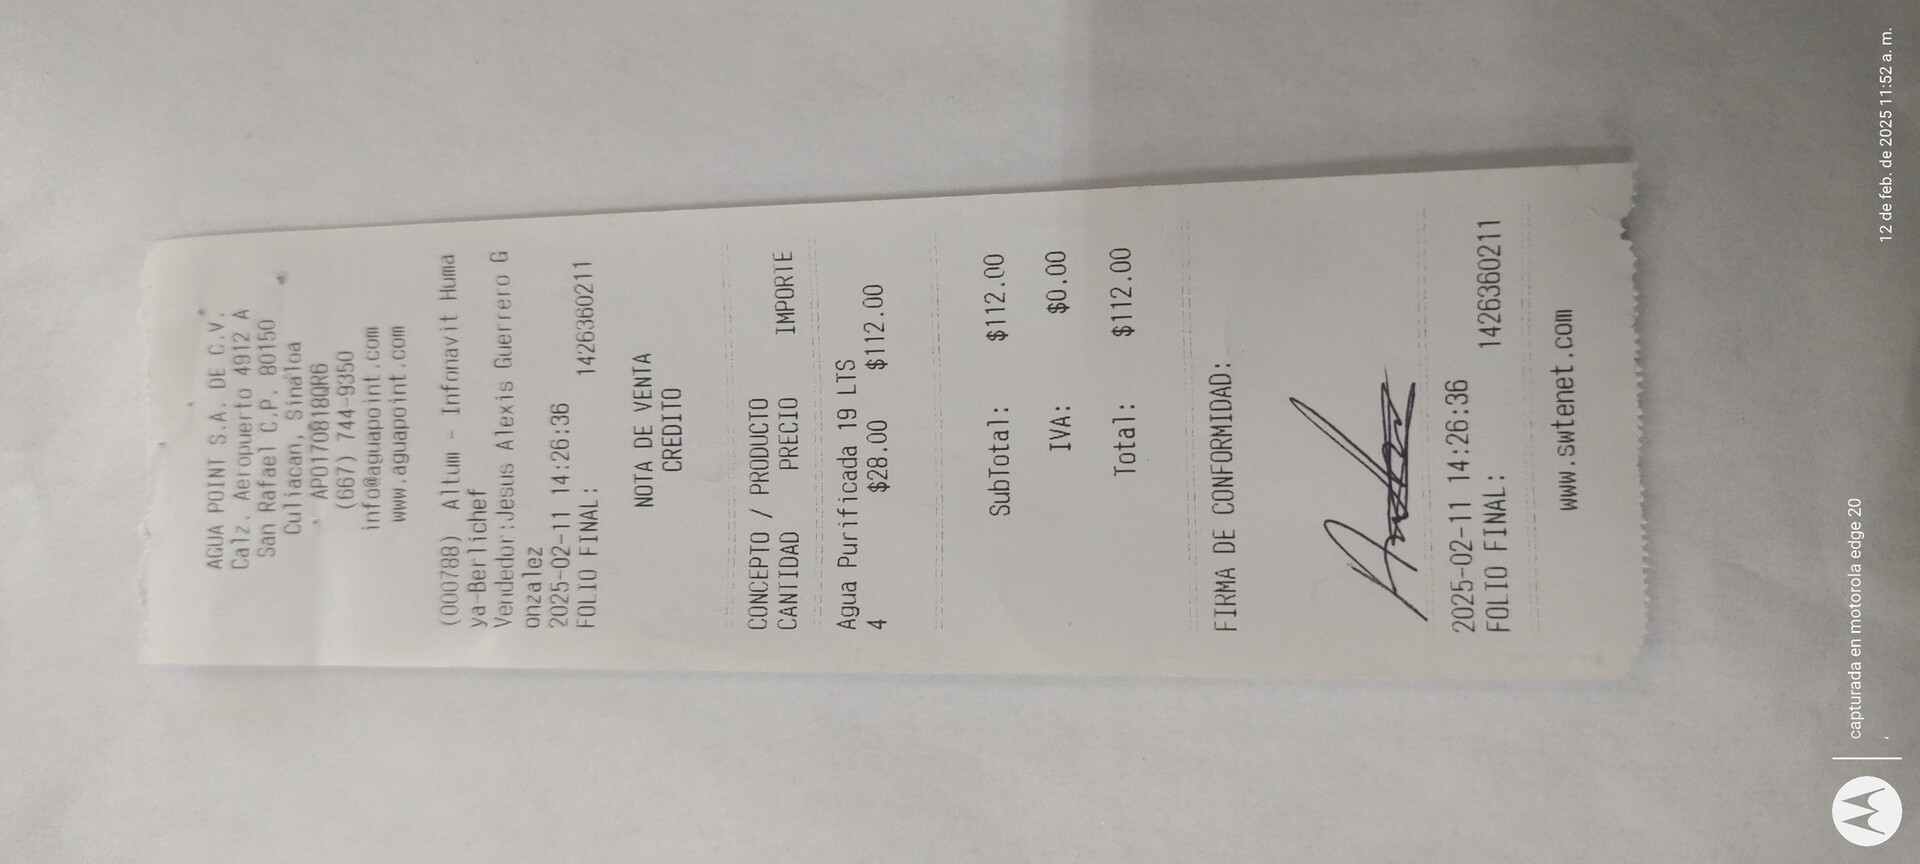 AGUA POINT S.A. DE C.V.
Calz. Aeropuerto 4912 A
San Rafael C.P. 80150
Culiacan, Sinaloa
APO170818QR6
(667) 744-9350
info@aguapoint.com
www.aguapoint.com
(000788) Altum - Infonavit Huma
ya-Berlichef
Vendedor:Jesus Alexis Guerrero G
onzalez
2025-02-11 14:26:36
FOLIO FINAL: 1426360211
NOTA DE VENTA
CREDITO
CONCEPTO / PRODUCTO
CANTIDAD PRECIO IMPORTE
Agua Purificada 19 LTS
4 $28.00 $112.00
SubTotal: $112.00
IVA: $0.00
Total: $112.00
FIRMA DE CONFORMIDAD:
2025-02-11 14:26:36
FOLIO FINAL: 1426360211
www.swtenet.com
capturada en motorola edge 20
12 de feb. de 2025 11:52 a. m.